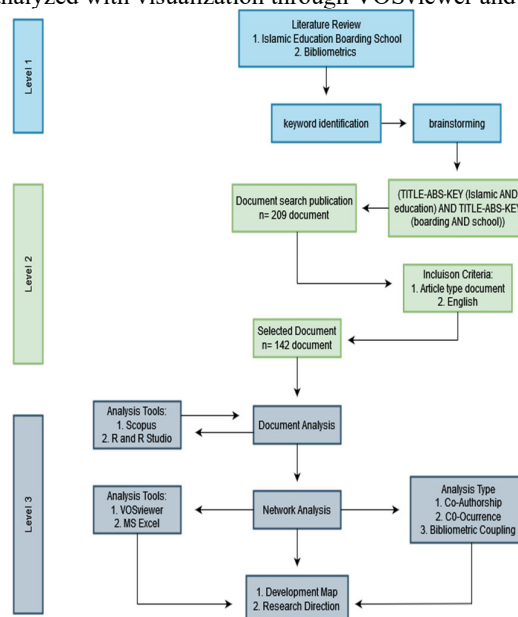 analyzed with visualization through VOSviewer and
Level 1
Literature Review
1. Islamic Education Boarding School
2. Bibliometrics
keyword identification
brainstorming
Level 2
Document search publication
n= 209 document
(TITLE-ABS-KEY (Islamic AND
education) AND TITLE-ABS-KEY
(boarding AND school))
Incluison Criteria:
1. Article type document
2. English
Selected Document
n= 142 document
Level 3
Analysis Tools:
1. Scopus
2. R and R Studio
Document Analysis
Analysis Tools:
1. VOSviewer
2. MS Excel
Network Analysis
Analysis Type
1. Co-Authorship
2. C0-Ocurrence
3. Bibliometric Coupling
1. Development Map
2. Research Direction